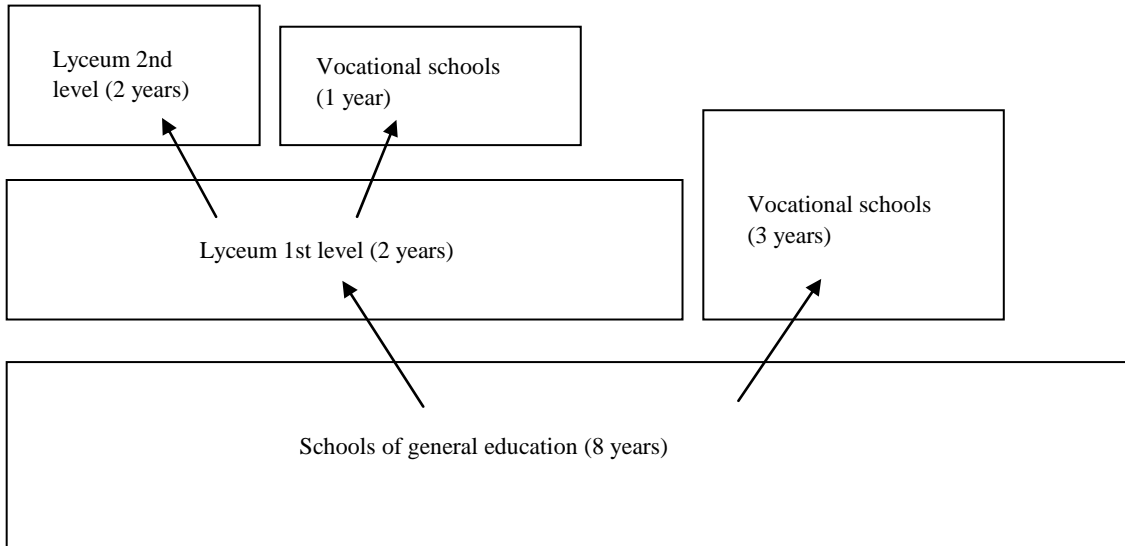 Lyceum 2nd
level (2 years)
Vocational schools
(1 year)
Vocational schools
(3 years)
Lyceum 1st level (2 years)
Schools of general education (8 years)